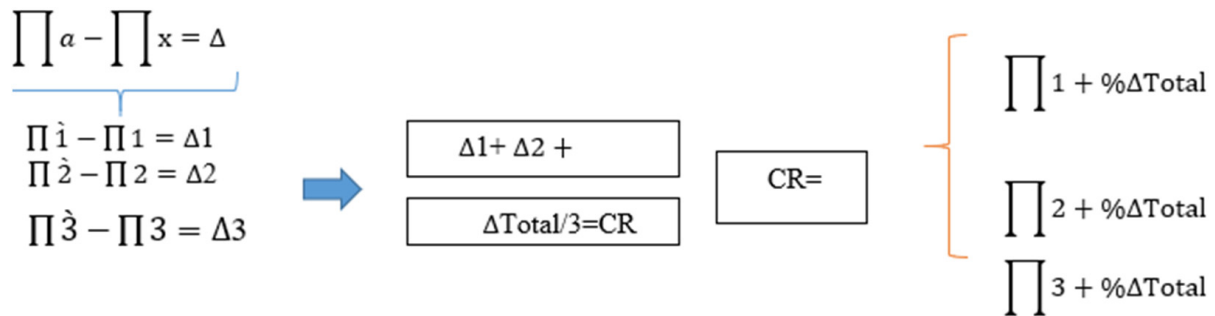 ∏ a − ∏ x = Δ
∏ 1̀ − ∏ 1 = Δ1
∏ 2̀ − ∏ 2 = Δ2
∏ 3̀ − ∏ 3 = Δ3
Δ1+ Δ2 +
ΔTotal/3=CR
CR=
∏ 1 + %ΔTotal
∏ 2 + %ΔTotal
∏ 3 + %ΔTotal